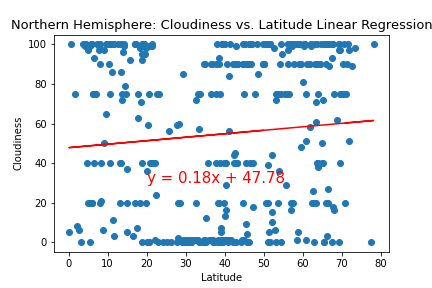 Northern Hemisphere: Cloudiness vs. Latitude Linear Regression
100
80
60
40
20
0
Cloudiness
y = 0.18x + 47.78
0 10 20 30 40 50 60 70 80
Latitude